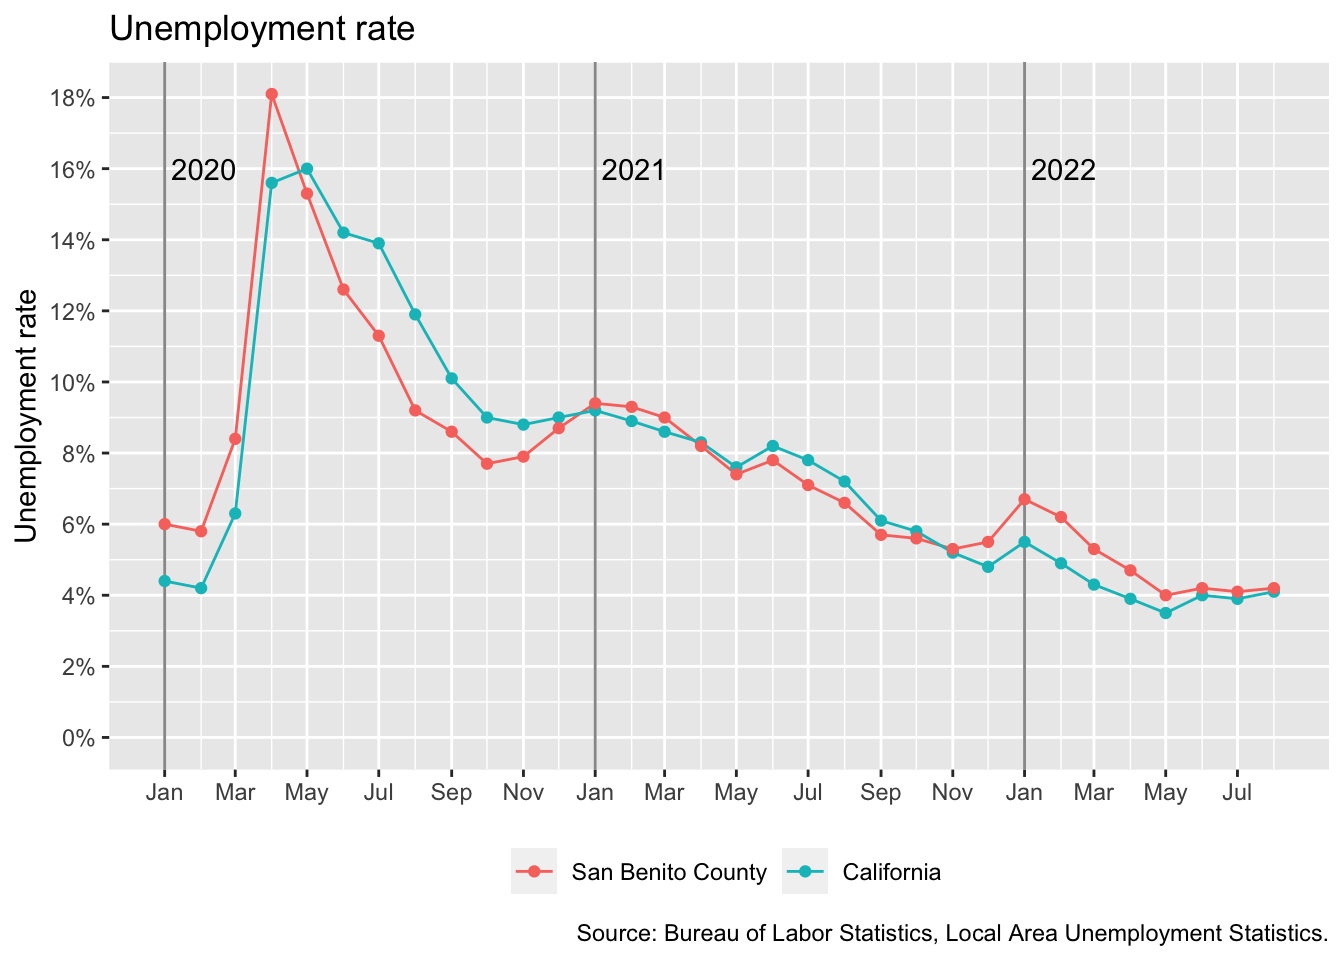 Unemployment rate
Unemployment rate
18%
16%
14%
12%
10%
8%
6%
4%
2%
0%
2020
2021
2022
Jan Mar May Jul Sep Nov Jan Mar May Jul Sep Nov Jan Mar May Jul
San Benito County California
Source: Bureau of Labor Statistics, Local Area Unemployment Statistics.